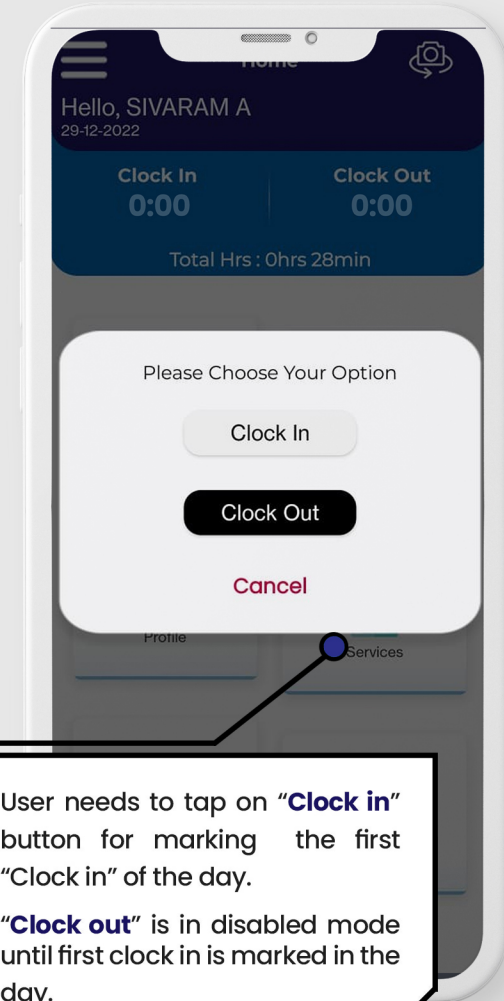 Home
Hello, SIVARAM A
29-12-2022
Clock In Clock Out
0:00 0:00
Total Hrs : 0hrs 28min
Please Choose Your Option
Clock In
Clock Out
Cancel
Profile
Services
User needs to tap on “Clock in”
button for marking the first
“Clock in” of the day.
“Clock out” is in disabled mode
until first clock in is marked in the
day.